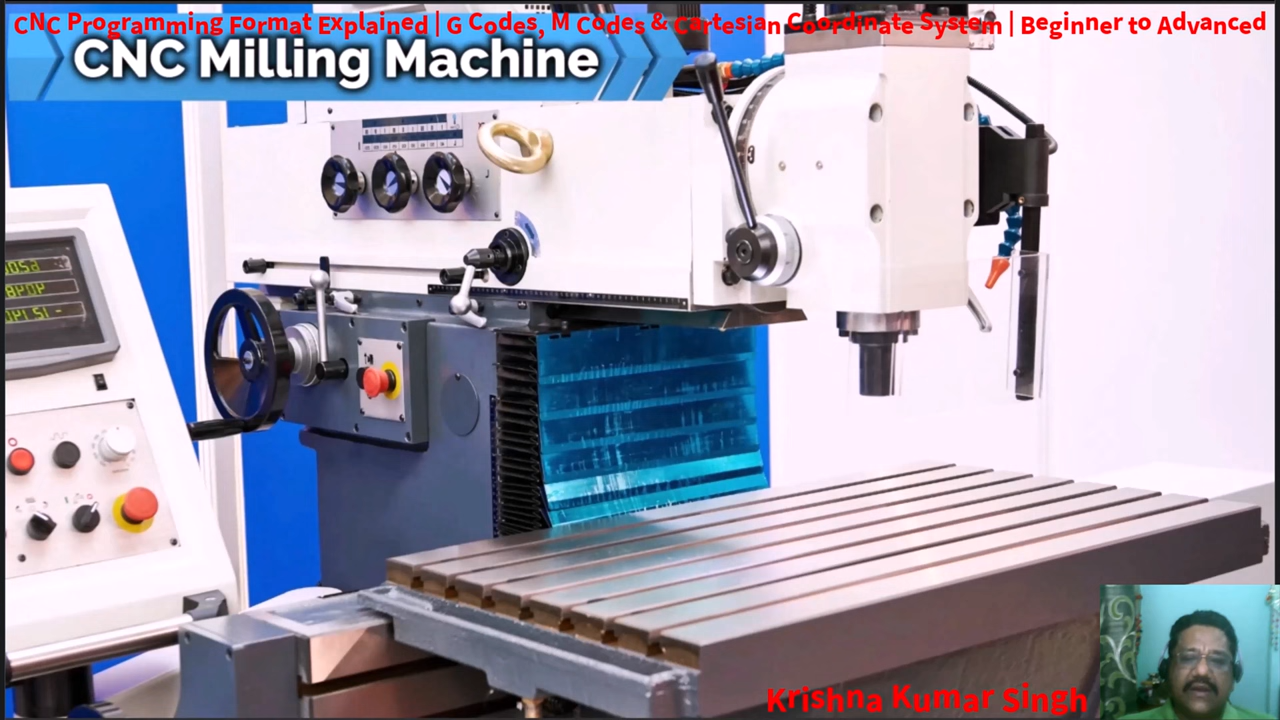 CNC Programming Format Explained | G Codes, M Codes & Cartesian Coordinate System | Beginner to Advanced
CNC Milling Machine
Krishna Kumar Singh